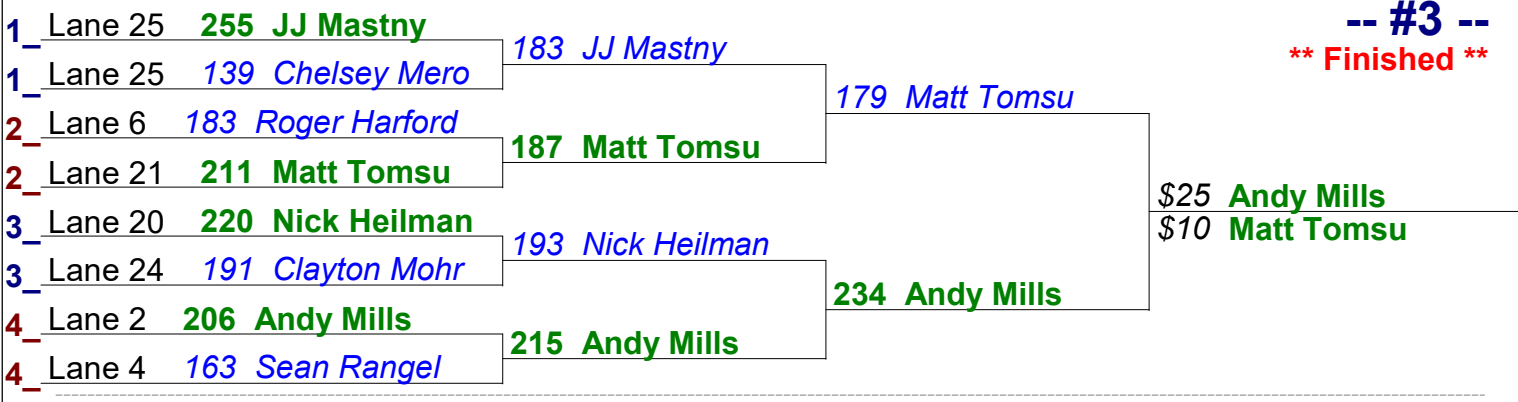 -- #3 --
** Finished **
1_ Lane 25 255 JJ Mastny
1_ Lane 25 139 Chelsey Mero
2_ Lane 6 183 Roger Harford
2_ Lane 21 211 Matt Tomsu
3_ Lane 20 220 Nick Heilman
3_ Lane 24 191 Clayton Mohr
4_ Lane 2 206 Andy Mills
4_ Lane 4 163 Sean Rangel
183 JJ Mastny
187 Matt Tomsu
193 Nick Heilman
215 Andy Mills
179 Matt Tomsu
234 Andy Mills
$25 Andy Mills
$10 Matt Tomsu